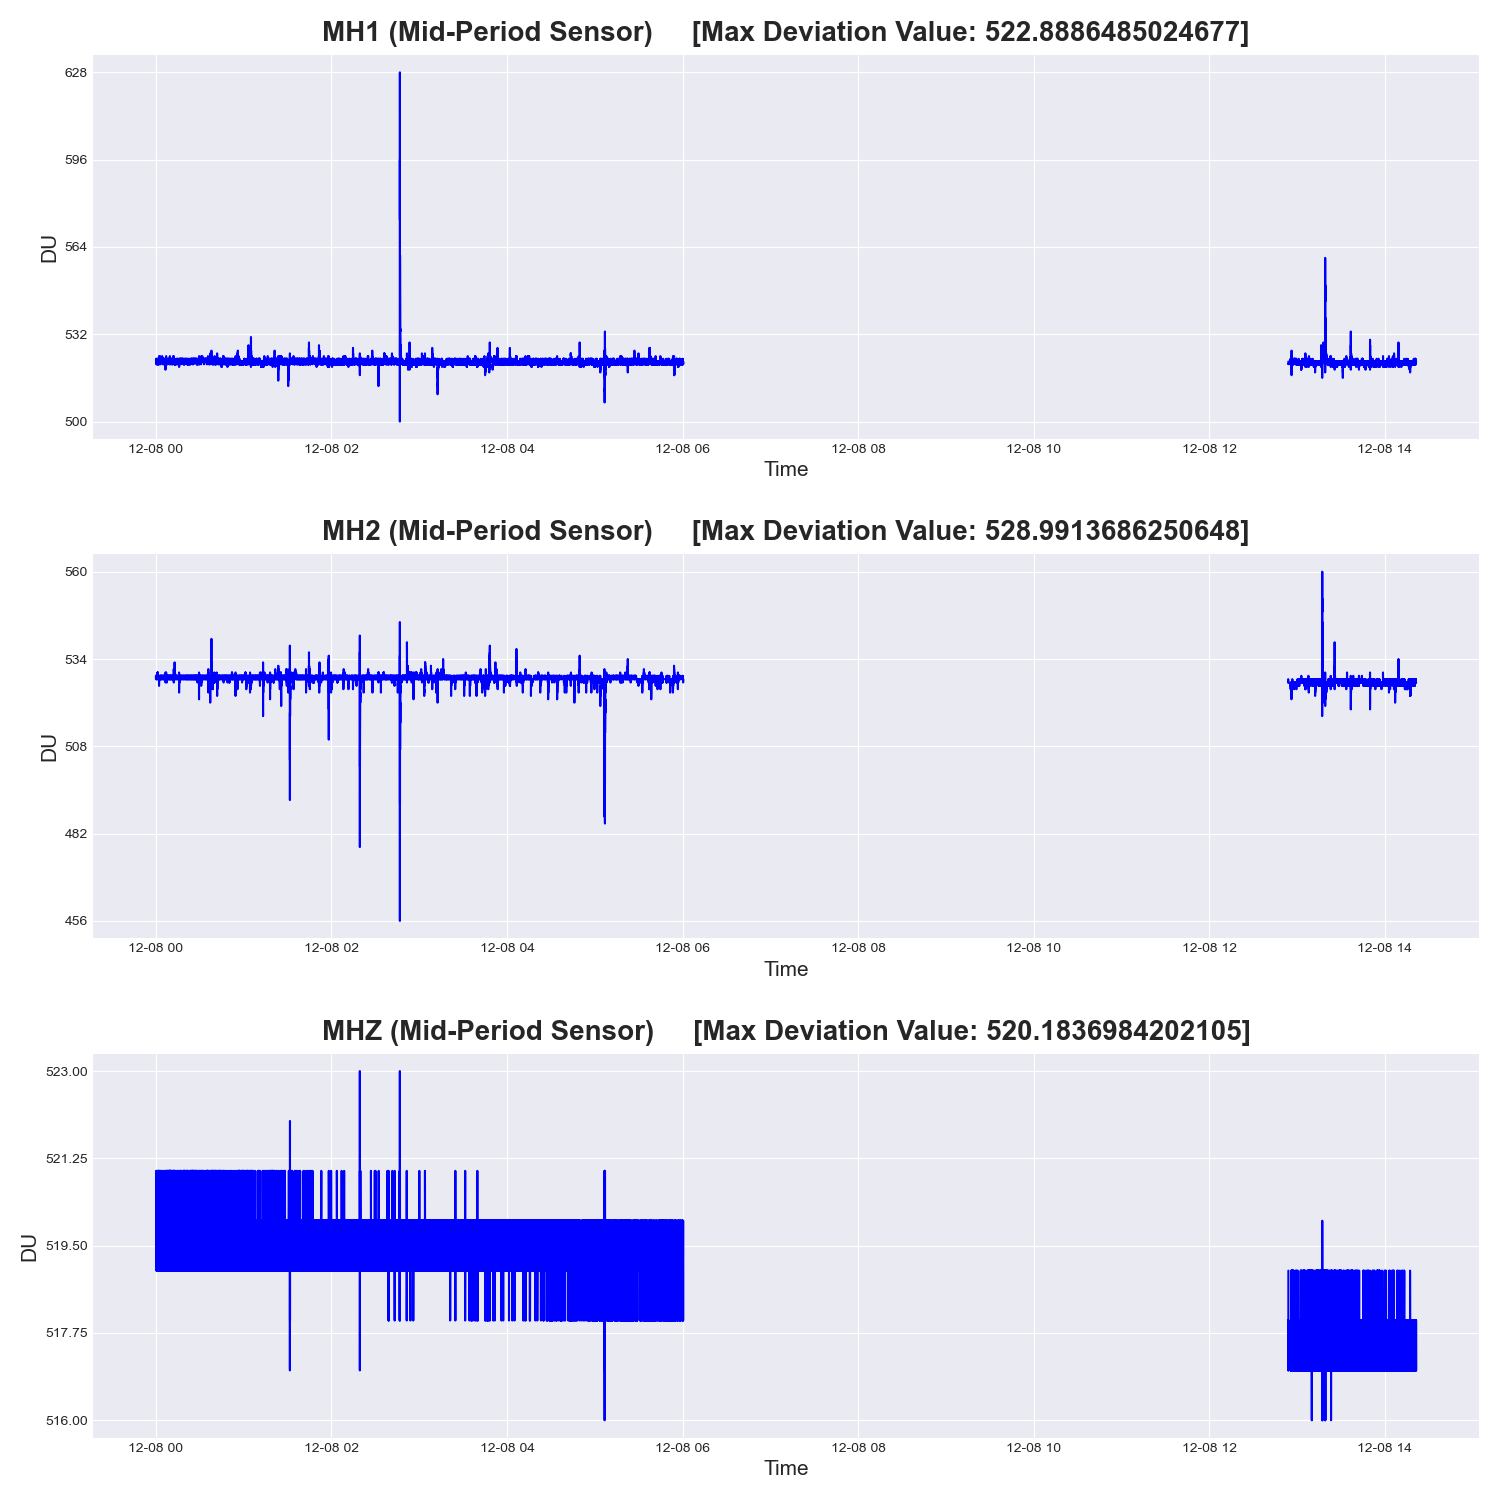 MH1 (Mid-Period Sensor) [Max Deviation Value: 522.8886485024677]
628
596
564
532
500
DU
12-08 00 12-08 02 12-08 04 12-08 06 12-08 08 12-08 10 12-08 12 12-08 14
Time
MH2 (Mid-Period Sensor) [Max Deviation Value: 528.9913686250648]
560
534
508
482
456
DU
12-08 00 12-08 02 12-08 04 12-08 06 12-08 08 12-08 10 12-08 12 12-08 14
Time
MHZ (Mid-Period Sensor) [Max Deviation Value: 520.1836984202105]
523.00
521.25
519.50
517.75
516.00
DU
12-08 00 12-08 02 12-08 04 12-08 06 12-08 08 12-08 10 12-08 12 12-08 14
Time